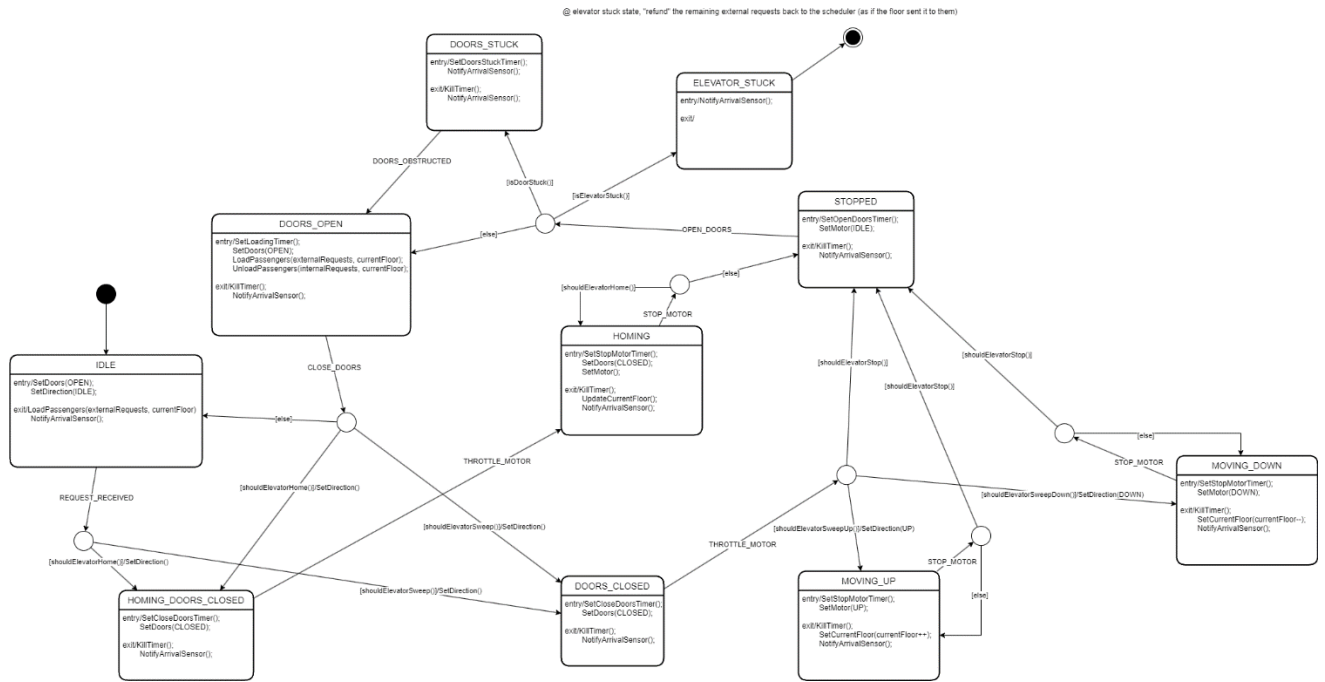 @ elevator stuck state, "refund" the remaining external requests back to the scheduler (as if the floor sent it to them)
DOORS_STUCK
entry/SetDoorsStuckTimer();
NotifyArrivalSensor();
exit/KillTimer();
NotifyArrivalSensor();
ELEVATOR_STUCK
entry/NotifyArrivalSensor();
exit/
DOORS_OBSTRUCTED
[isDoorStuck()]
[isElevatorStuck()]
STOPPED
entry/SetOpenDoorsTimer();
SetMotor(IDLE);
exit/KillTimer();
NotifyArrivalSensor();
DOORS_OPEN
entry/SetLoadingTimer();
SetDoors(OPEN);
LoadPassengers(externalRequests, currentFloor);
UnloadPassengers(internalRequests, currentFloor);
exit/KillTimer();
NotifyArrivalSensor();
[else]
OPEN_DOORS
[else]
[shouldElevatorHome()]
STOP_MOTOR
HOMING
entry/SetStopMotorTimer();
SetDoors(CLOSED);
SetMotor();
exit/KillTimer();
UpdateCurrentFloor();
NotifyArrivalSensor();
IDLE
entry/SetDoors(OPEN);
SetDirection(IDLE);
exit/LoadPassengers(externalRequests, currentFloor)
NotifyArrivalSensor();
CLOSE_DOORS
[else]
[shouldElevatorStop()]
[shouldElevatorStop()]
[shouldElevatorStop()]
[else]
STOP_MOTOR
MOVING_DOWN
entry/SetStopMotorTimer();
SetMotor(DOWN);
exit/KillTimer();
SetCurrentFloor(currentFloor--);
NotifyArrivalSensor();
THROTTLE_MOTOR
[shouldElevatorHome()]/SetDirection()
REQUEST_RECEIVED
[shouldElevatorSweepDown()]/SetDirection(DOWN)
[shouldElevatorSweep()]/SetDirection()
[shouldElevatorSweepUp()]/SetDirection(UP)
THROTTLE_MOTOR
STOP_MOTOR
[shouldElevatorHome()]/SetDirection()
[shouldElevatorSweep()]/SetDirection()
[else]
HOMING_DOORS_CLOSED
entry/SetCloseDoorsTimer();
SetDoors(CLOSED);
exit/KillTimer();
NotifyArrivalSensor();
DOORS_CLOSED
entry/SetCloseDoorsTimer();
SetDoors(CLOSED);
exit/KillTimer();
NotifyArrivalSensor();
MOVING_UP
entry/SetStopMotorTimer();
SetMotor(UP);
exit/KillTimer();
SetCurrentFloor(currentFloor++);
NotifyArrivalSensor();